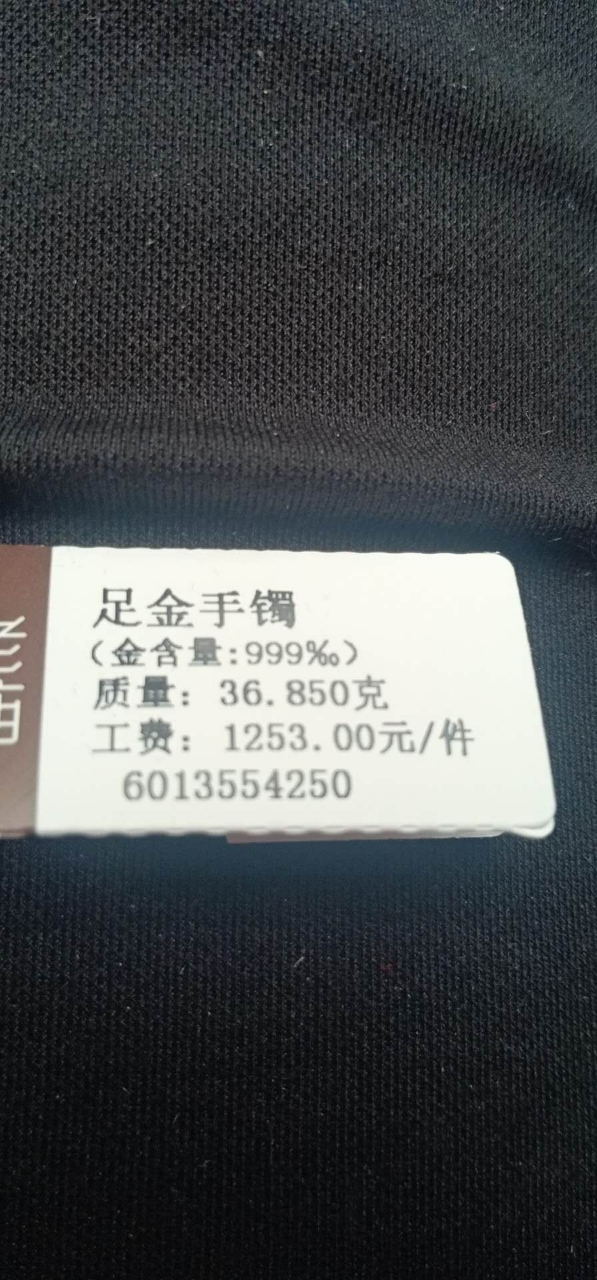 足金手镯
(金含量:999‰)
质量: 36.850克
工费: 1253.00元/件
6013554250